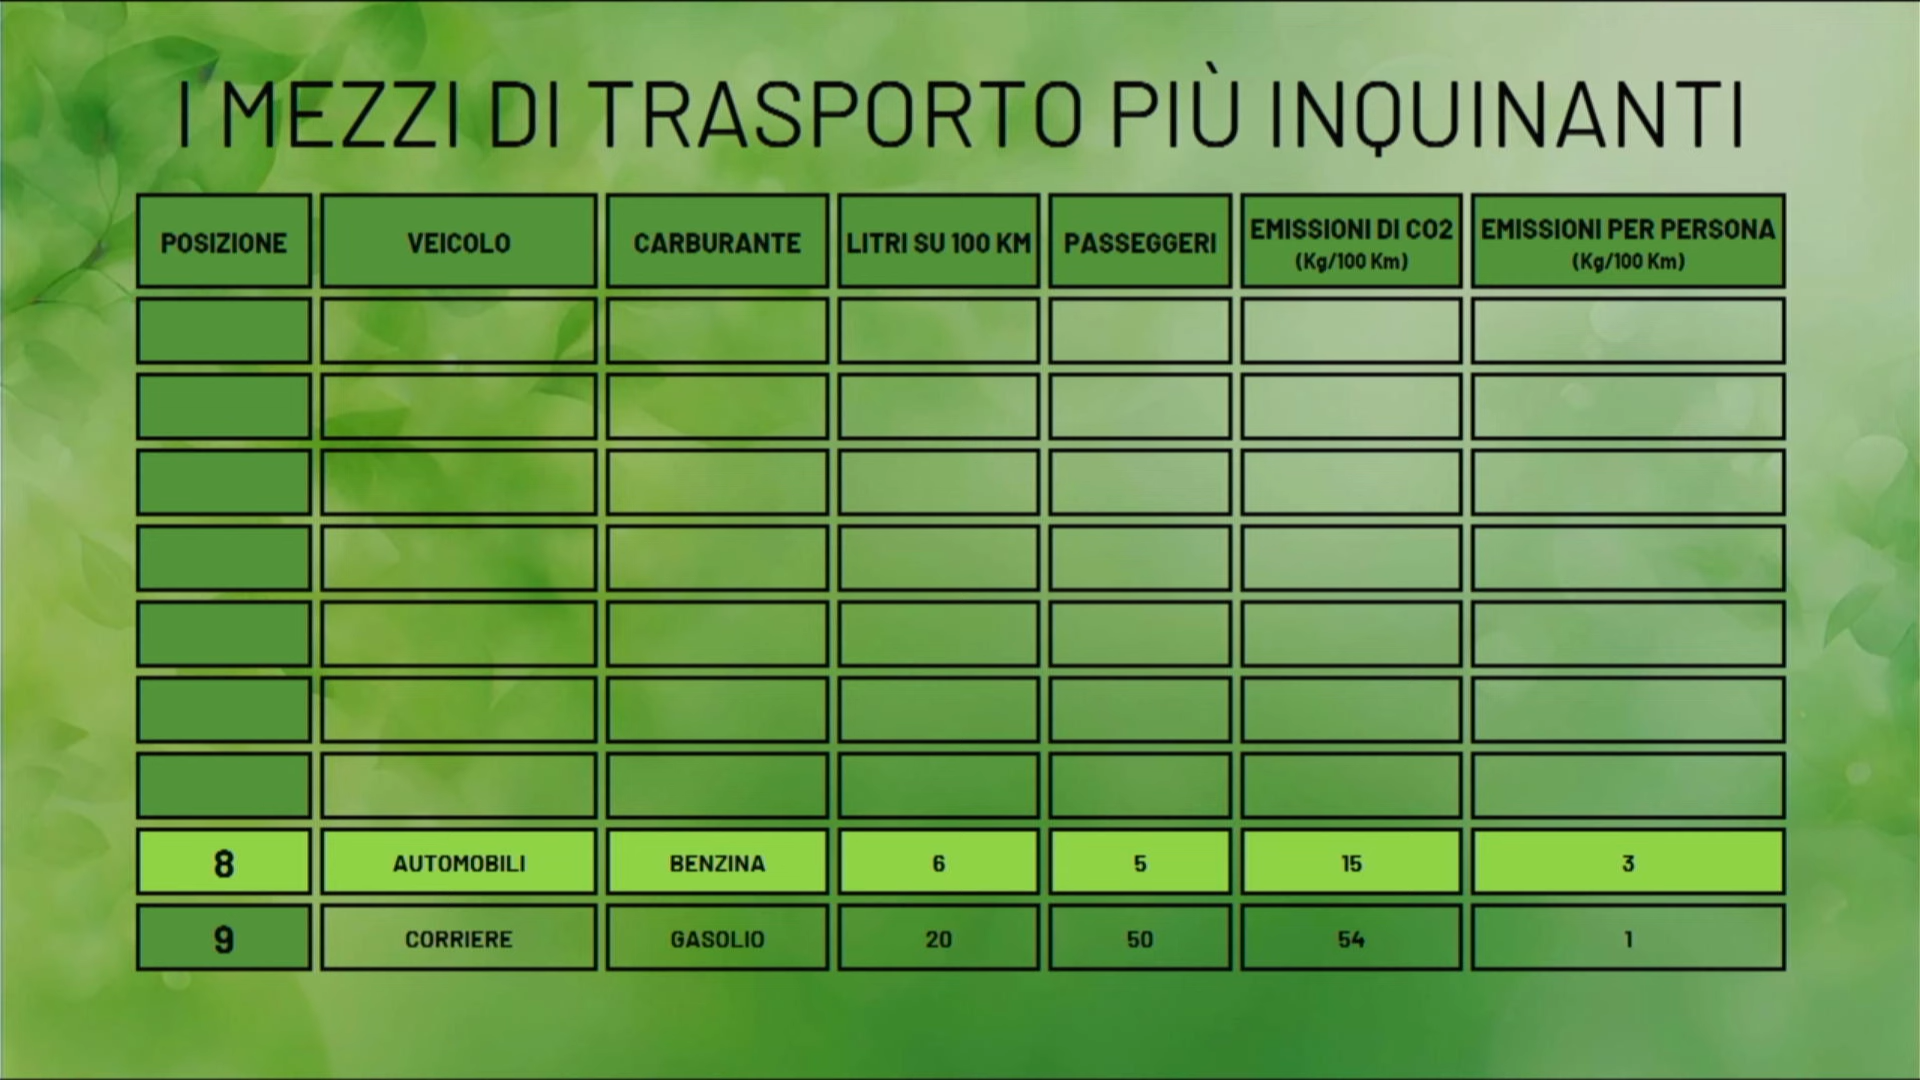 I MEZZI DI TRASPORTO PIÙ INQUINANTI
POSIZIONE VEICOLO CARBURANTE LITRI SU 100 KM PASSEGGERI EMISSIONI DI CO2 (Kg/100 Km) EMISSIONI PER PERSONA (Kg/100 Km)
8 AUTOMOBILI BENZINA 6 5 15 3
9 CORRIERE GASOLIO 20 50 54 1